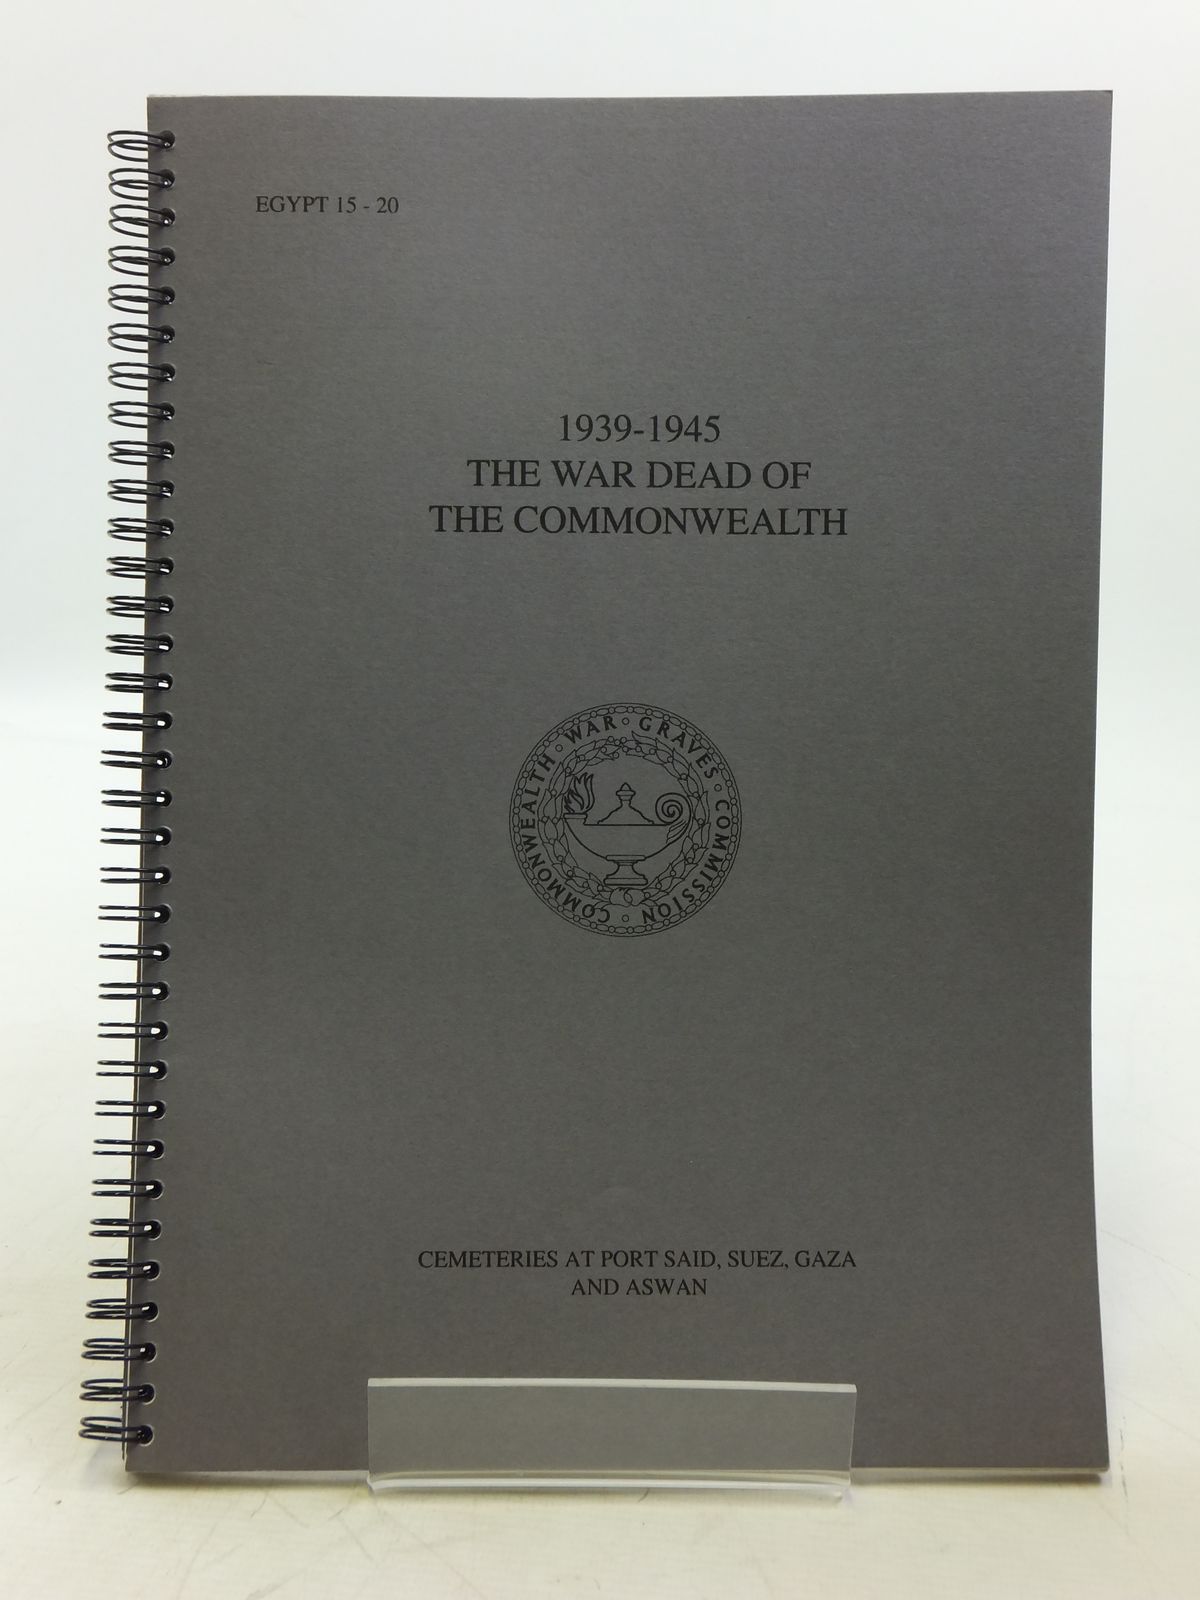 EGYPT 15 - 20
1939-1945
THE WAR DEAD OF
THE COMMONWEALTH
COMMONWEALTH · WAR ◦ GRAVES · COMMISSION ◦
CEMETERIES AT PORT SAID, SUEZ, GAZA
AND ASWAN